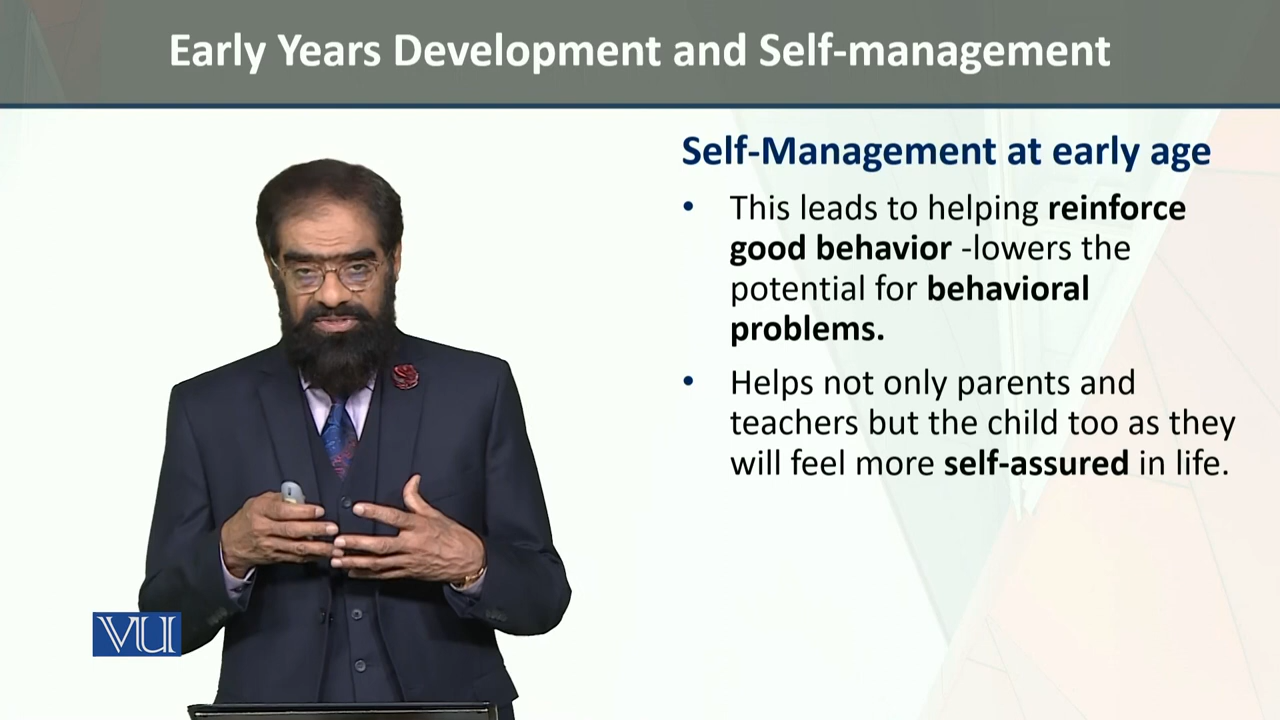 Early Years Development and Self-management
Self-Management at early age
• This leads to helping reinforce
good behavior -lowers the
potential for behavioral
problems.
• Helps not only parents and
teachers but the child too as they
will feel more self-assured in life.
VU